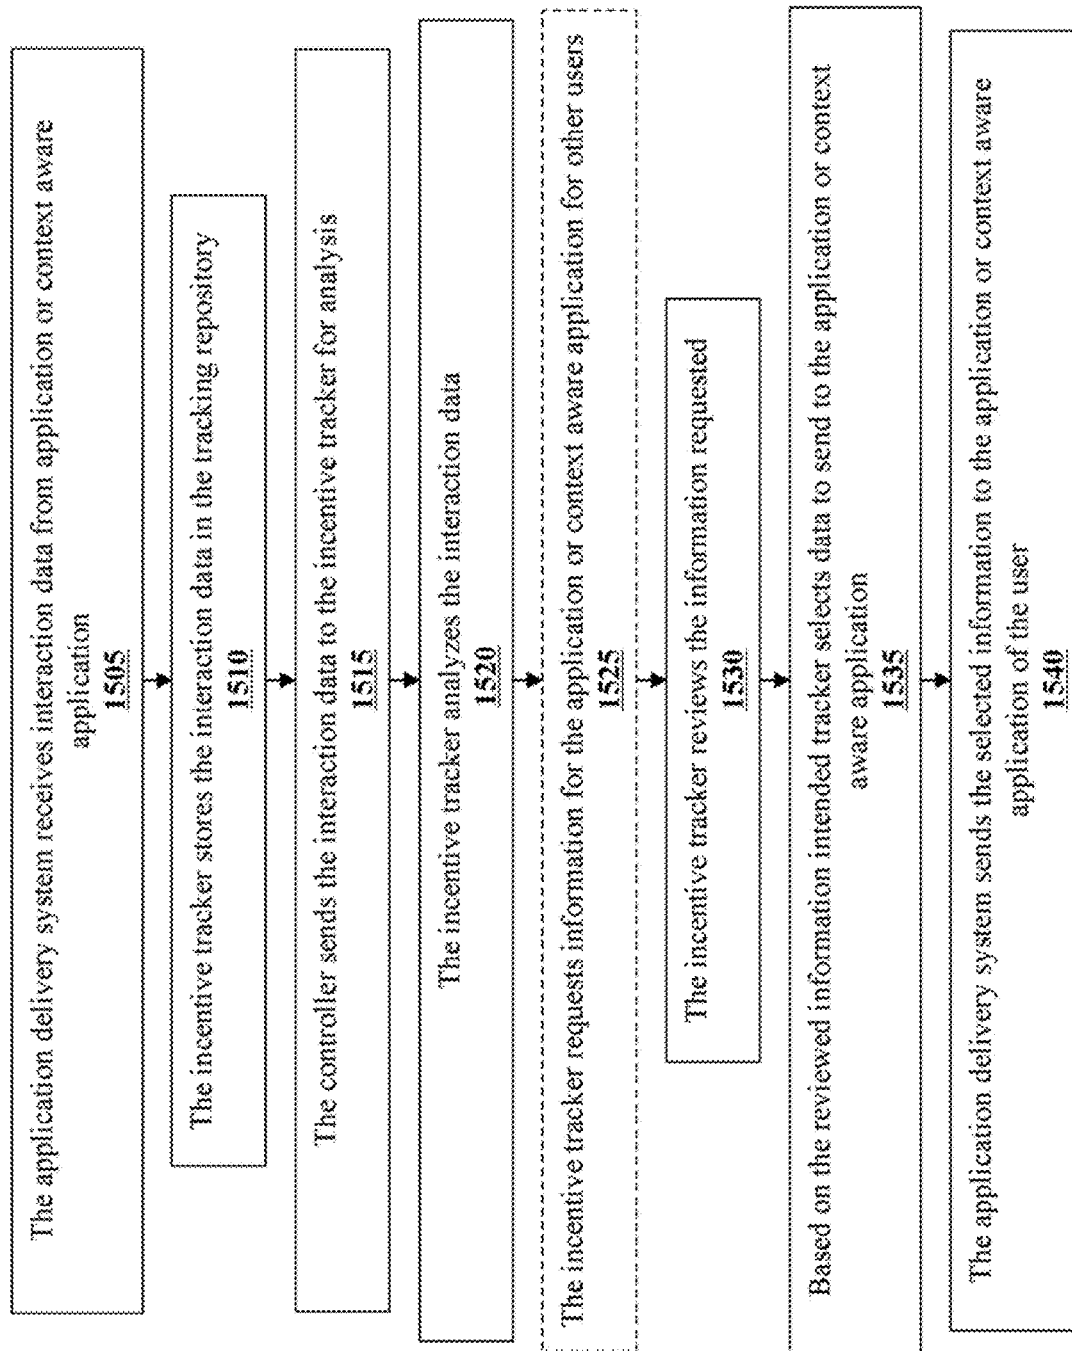 The application delivery system receives interaction data from application or context aware
application
1505
The incentive tracker stores the interaction data in the tracking repository
1510
The controller sends the interaction data to the incentive tracker for analysis
1515
The incentive tracker analyzes the interaction data
1520
The incentive tracker requests information for the application or context aware application for other users
1525
The incentive tracker reviews the information requested
1530
Based on the reviewed information intended tracker selects data to send to the application or context
aware application
1535
The application delivery system sends the selected information to the application or context aware
application of the user
1540